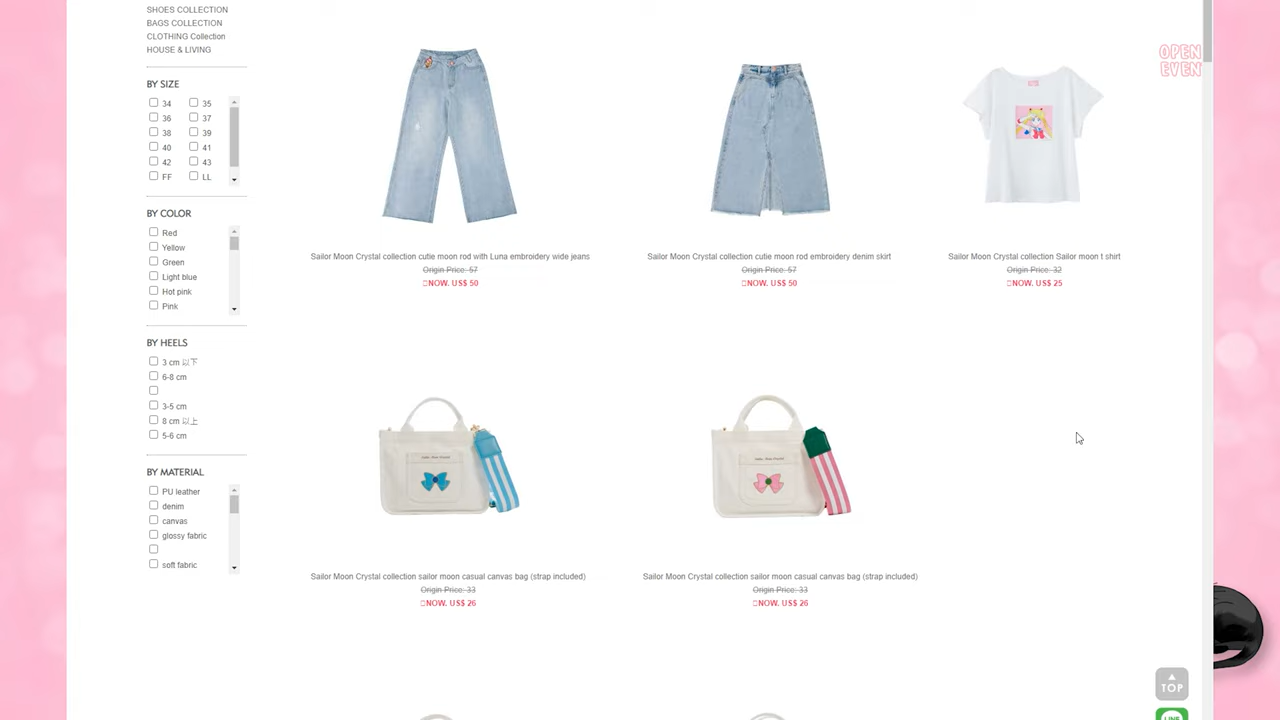 SHOES COLLECTION
BAGS COLLECTION
CLOTHING Collection
HOUSE & LIVING
BY SIZE
34 35
36 37
38 39
40 41
42 43
FF LL
BY COLOR
Red
Yellow
Green
Light blue
Hot pink
Pink
BY HEELS
3 cm 以下
6-8 cm
3-5 cm
8 cm 以上
5-6 cm
BY MATERIAL
PU leather
denim
canvas
glossy fabric
soft fabric
OPEN
EVEN
Sailor Moon Crystal collection cutie moon rod with Luna embroidery wide jeans
Origin Price: 57
NOW. US$ 50
Sailor Moon Crystal collection cutie moon rod embroidery denim skirt
Origin Price: 57
NOW. US$ 50
Sailor Moon Crystal collection Sailor moon t shirt
Origin Price: 32
NOW. US$ 25
Sailor Moon Crystal collection sailor moon casual canvas bag (strap included)
Origin Price: 33
NOW. US$ 26
Sailor Moon Crystal collection sailor moon casual canvas bag (strap included)
Origin Price: 33
NOW. US$ 26
TOP
LINE